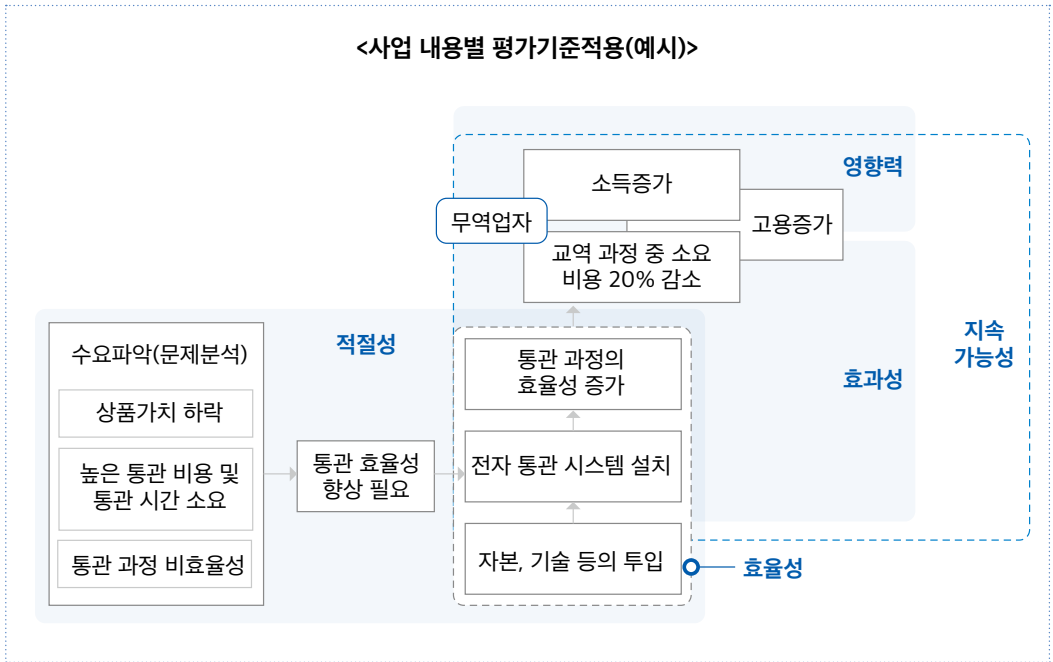 <사업 내용별 평가기준적용(예시)>
영향력
소득증가
무역업자
고용증가
교역 과정 중 소요
비용 20% 감소
지속
가능성
효과성
적절성
수요파악(문제분석)
상품가치 하락
높은 통관 비용 및
통관 시간 소요
통관 과정 비효율성
통관 효율성
향상 필요
통관 과정의
효율성 증가
전자 통관 시스템 설치
자본, 기술 등의 투입
효율성